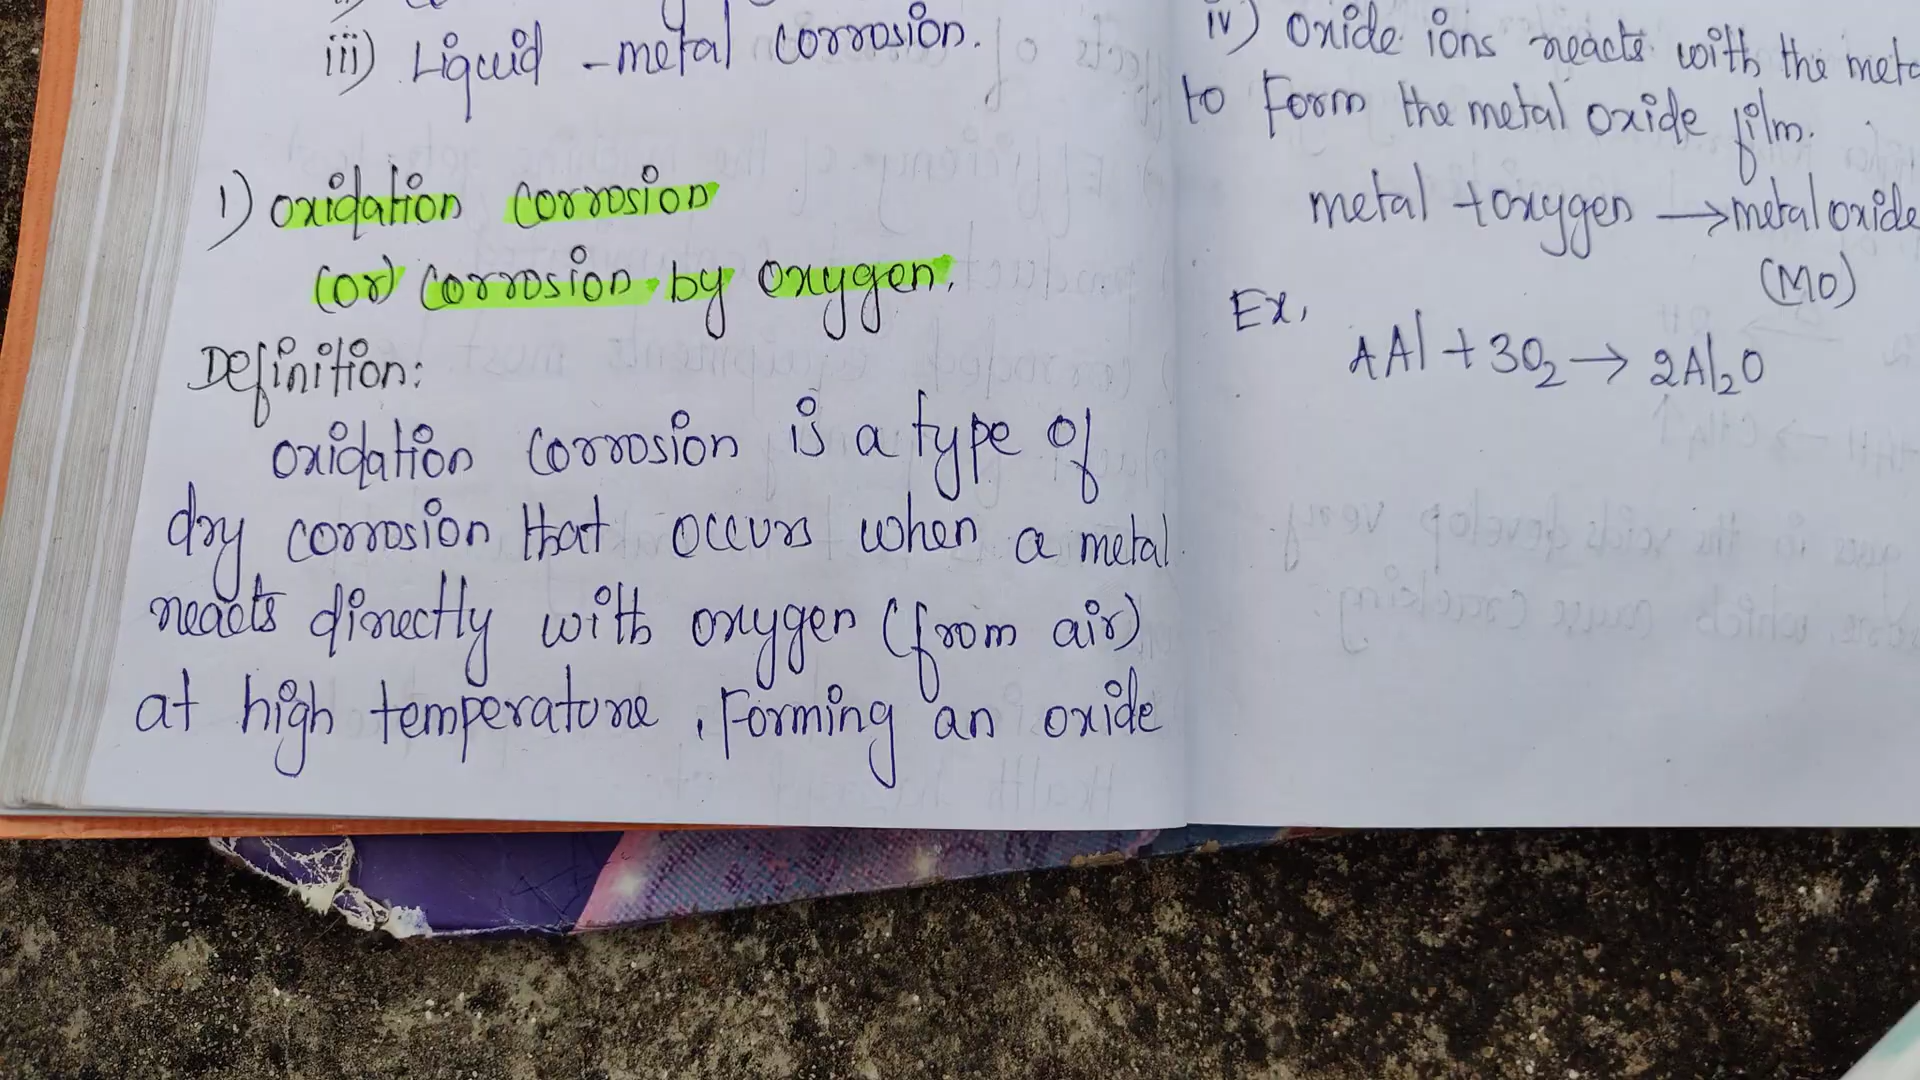 iii) Liquid - metal corrosion.
1) oxidation corrosion
(or) corrosion by oxygen.
Definition:
oxidation corrosion is a type of
dry corrosion that occurs when a metal
reacts directly with oxygen (from air)
at high temperature, Forming an oxide
iv) oxide ions reacts with the
to Form the metal oxide film.
metal + oxygen → metal oxide
(MO)
Ex,
4Al + 3O₂ → 2Al₂O